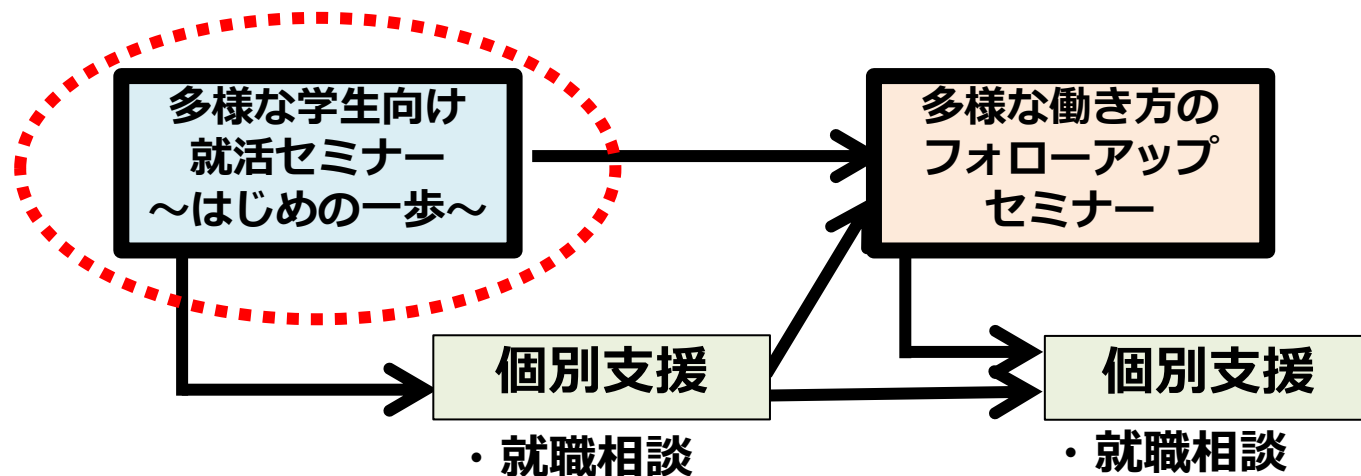 多様な学生向け
就活セミナー
~はじめの一歩~
多様な働き方の
フォローアップ
セミナー
個別支援
・就職相談
個別支援
・就職相談